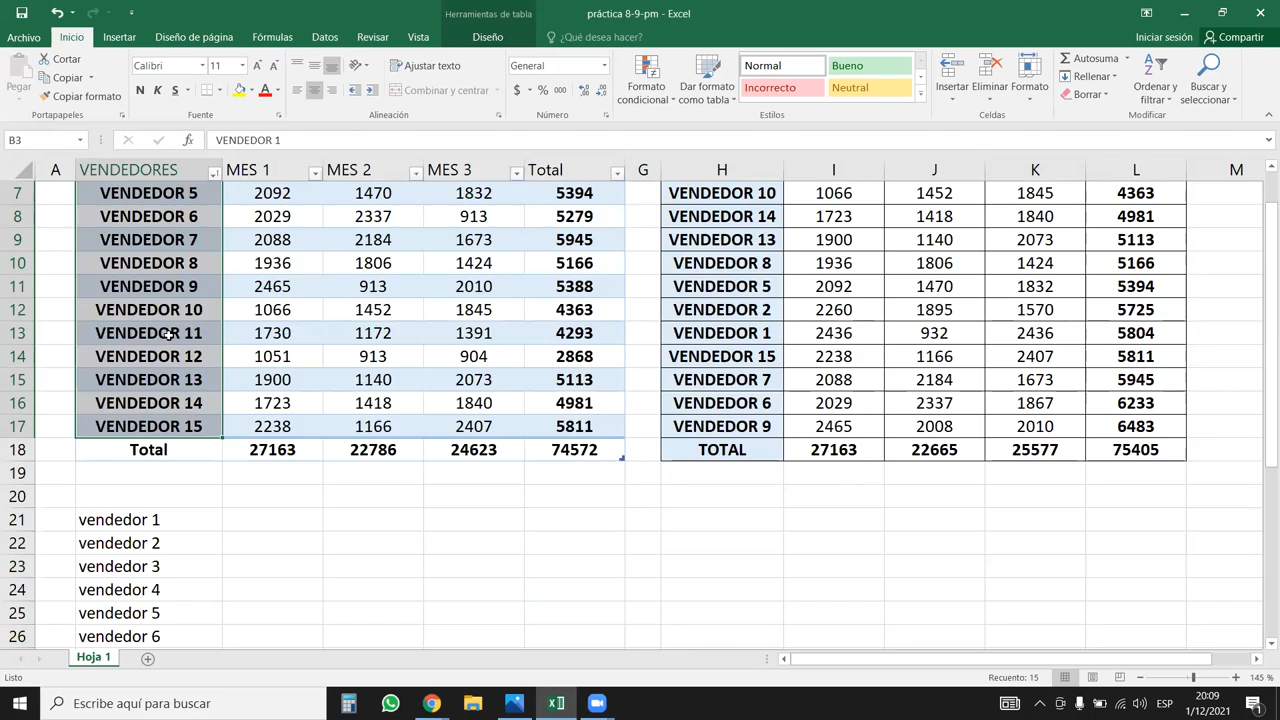 Herramientas de tabla
práctica 8-9-pm - Excel
Archivo Inicio Insertar Diseño de página Fórmulas Datos Revisar Vista Diseño ¿Qué desea hacer? Iniciar sesión Compartir
Pegar Cortar Copiar Copiar formato
Calibri 11 N K S
Ajustar texto Combinar y centrar
General $ % 000
Formato condicional Dar formato como tabla
Normal Bueno
Incorrecto Neutral
Insertar Eliminar Formato
Autosuma Rellenar Borrar
Ordenar y filtrar Buscar y seleccionar
Portapapeles Fuente Alineación Número Estilos Celdas Modificar
B3 fx VENDEDOR 1
A VENDEDORES MES 1 MES 2 MES 3 Total G H I J K L M
7 VENDEDOR 5 2092 1470 1832 5394 VENDEDOR 10 1066 1452 1845 4363
8 VENDEDOR 6 2029 2337 913 5279 VENDEDOR 14 1723 1418 1840 4981
9 VENDEDOR 7 2088 2184 1673 5945 VENDEDOR 13 1900 1140 2073 5113
10 VENDEDOR 8 1936 1806 1424 5166 VENDEDOR 8 1936 1806 1424 5166
11 VENDEDOR 9 2465 913 2010 5388 VENDEDOR 5 2092 1470 1832 5394
12 VENDEDOR 10 1066 1452 1845 4363 VENDEDOR 2 2260 1895 1570 5725
13 VENDEDOR 11 1730 1172 1391 4293 VENDEDOR 1 2436 932 2436 5804
14 VENDEDOR 12 1051 913 904 2868 VENDEDOR 15 2238 1166 2407 5811
15 VENDEDOR 13 1900 1140 2073 5113 VENDEDOR 7 2088 2184 1673 5945
16 VENDEDOR 14 1723 1418 1840 4981 VENDEDOR 6 2029 2337 1867 6233
17 VENDEDOR 15 2238 1166 2407 5811 VENDEDOR 9 2465 2008 2010 6483
18 Total 27163 22786 24623 74572 TOTAL 27163 22665 25577 75405
19
20
21 vendedor 1
22 vendedor 2
23 vendedor 3
24 vendedor 4
25 vendedor 5
26 vendedor 6
Hoja 1
Listo Recuento: 15 145 %
Escribe aquí para buscar ESP 20:09
1/12/2021